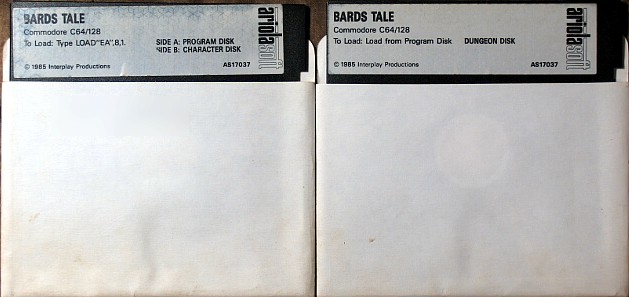 BARDS TALE
Commodore C64/128
To Load: Type LOAD"EA",8,1.
SIDE A: PROGRAM DISK
SIDE B: CHARACTER DISK
© 1985 Interplay Productions
AS17037
ariolasoft
BARDS TALE
Commodore C64/128
To Load: Load from Program Disk
DUNGEON DISK
© 1985 Interplay Productions
AS17037
ariolasoft